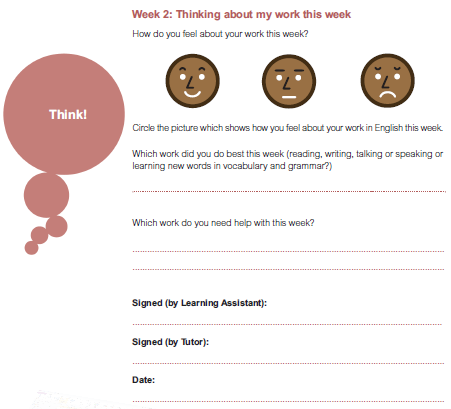 Week 2: Thinking about my work this week
How do you feel about your work this week?
Think!
Circle the picture which shows how you feel about your work in English this week.
Which work did you do best this week (reading, writing, talking or speaking or
learning new words in vocabulary and grammar?)
Which work do you need help with this week?
Signed (by Learning Assistant):
Signed (by Tutor):
Date: